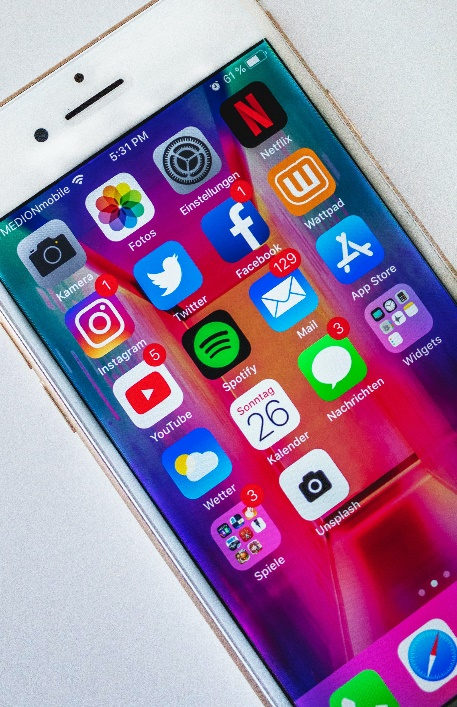 MEDIONmobile
5:31 PM
61 %
Kamera
Fotos
Einstellungen
Netflix
1
Instagram
Twitter
1
Facebook
Wattpad
5
YouTube
Spotify
129
Mail
App Store
Wetter
Sonntag
26
Kalender
3
Nachrichten
Widgets
3
Spiele
Unsplash